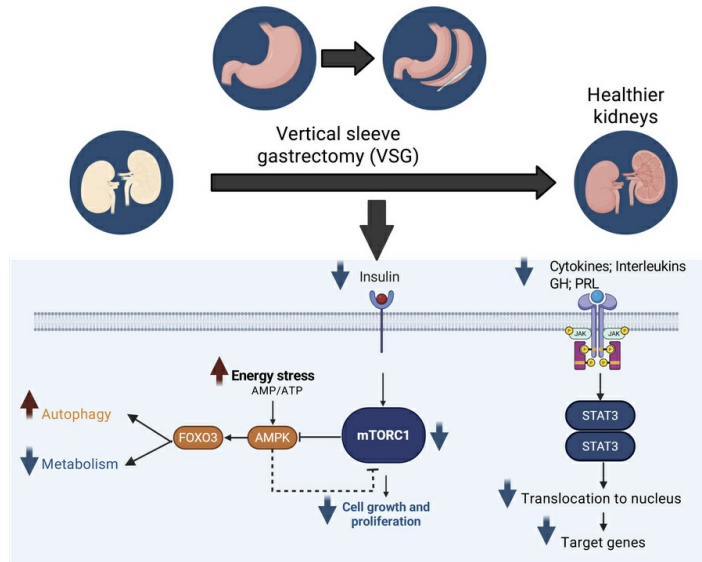 Healthier
kidneys
Vertical sleeve
gastrectomy (VSG)
Insulin
Cytokines; Interleukins
GH; PRL
P
JAK
JAK
P
P
P
P
P
Energy stress
AMP/ATP
Autophagy
Metabolism
FOXO3
AMPK
mTORC1
STAT3
STAT3
Cell growth and
proliferation
Translocation to nucleus
Target genes